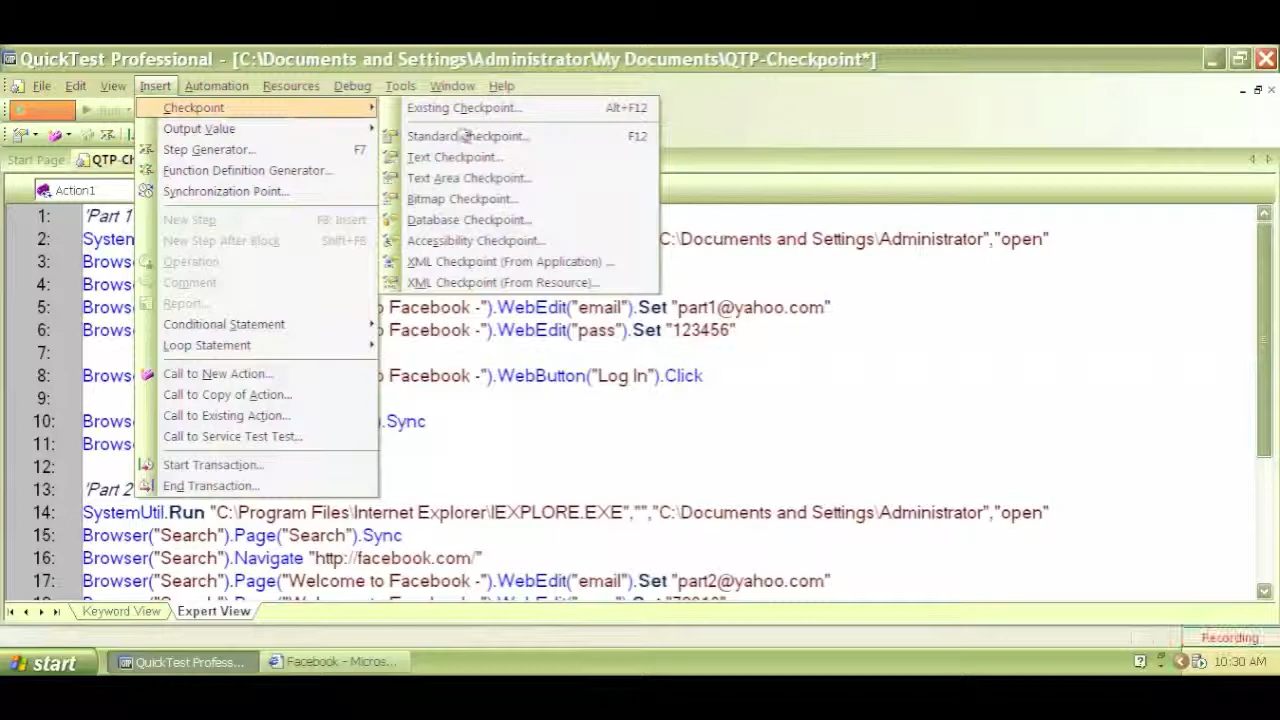 QuickTest Professional - [C:\Documents and Settings\Administrator\My Documents\QTP-Checkpoint*]
File Edit View Insert Automation Resources Debug Tools Window Help
Run
Start Page QTP-Ch
Action1
Checkpoint
Output Value
Step Generator... F7
Function Definition Generator...
Synchronization Point...
New Step F8; Insert
New Step After Block Shift+F8
Operation
Comment
Report...
Conditional Statement
Loop Statement
Call to New Action...
Call to Copy of Action...
Call to Existing Action...
Call to Service Test Test...
Start Transaction...
End Transaction...
Existing Checkpoint... Alt+F12
Standard Checkpoint... F12
Text Checkpoint...
Text Area Checkpoint...
Bitmap Checkpoint...
Database Checkpoint...
Accessibility Checkpoint...
XML Checkpoint (From Application) ...
XML Checkpoint (From Resource)...
1: 'Part 1
2: System C:\Documents and Settings\Administrator","open"
3: Brows
4: Brows
5: Brows Facebook -").WebEdit("email").Set "part1@yahoo.com"
6: Brows Facebook -").WebEdit("pass").Set "123456"
7:
8: Brows Facebook -").WebButton("Log In").Click
9:
10: Brows ).Sync
11: Brows
12:
13: 'Part 2
14: SystemUtil.Run "C:\Program Files\Internet Explorer\IEXPLORE.EXE","","C:\Documents and Settings\Administrator","open"
15: Browser("Search").Page("Search").Sync
16: Browser("Search").Navigate "http://facebook.com/"
17: Browser("Search").Page("Welcome to Facebook -").WebEdit("email").Set "part2@yahoo.com"
Keyword View Expert View
Recording
start QuickTest Profess... Facebook - Micros... 10:30 AM